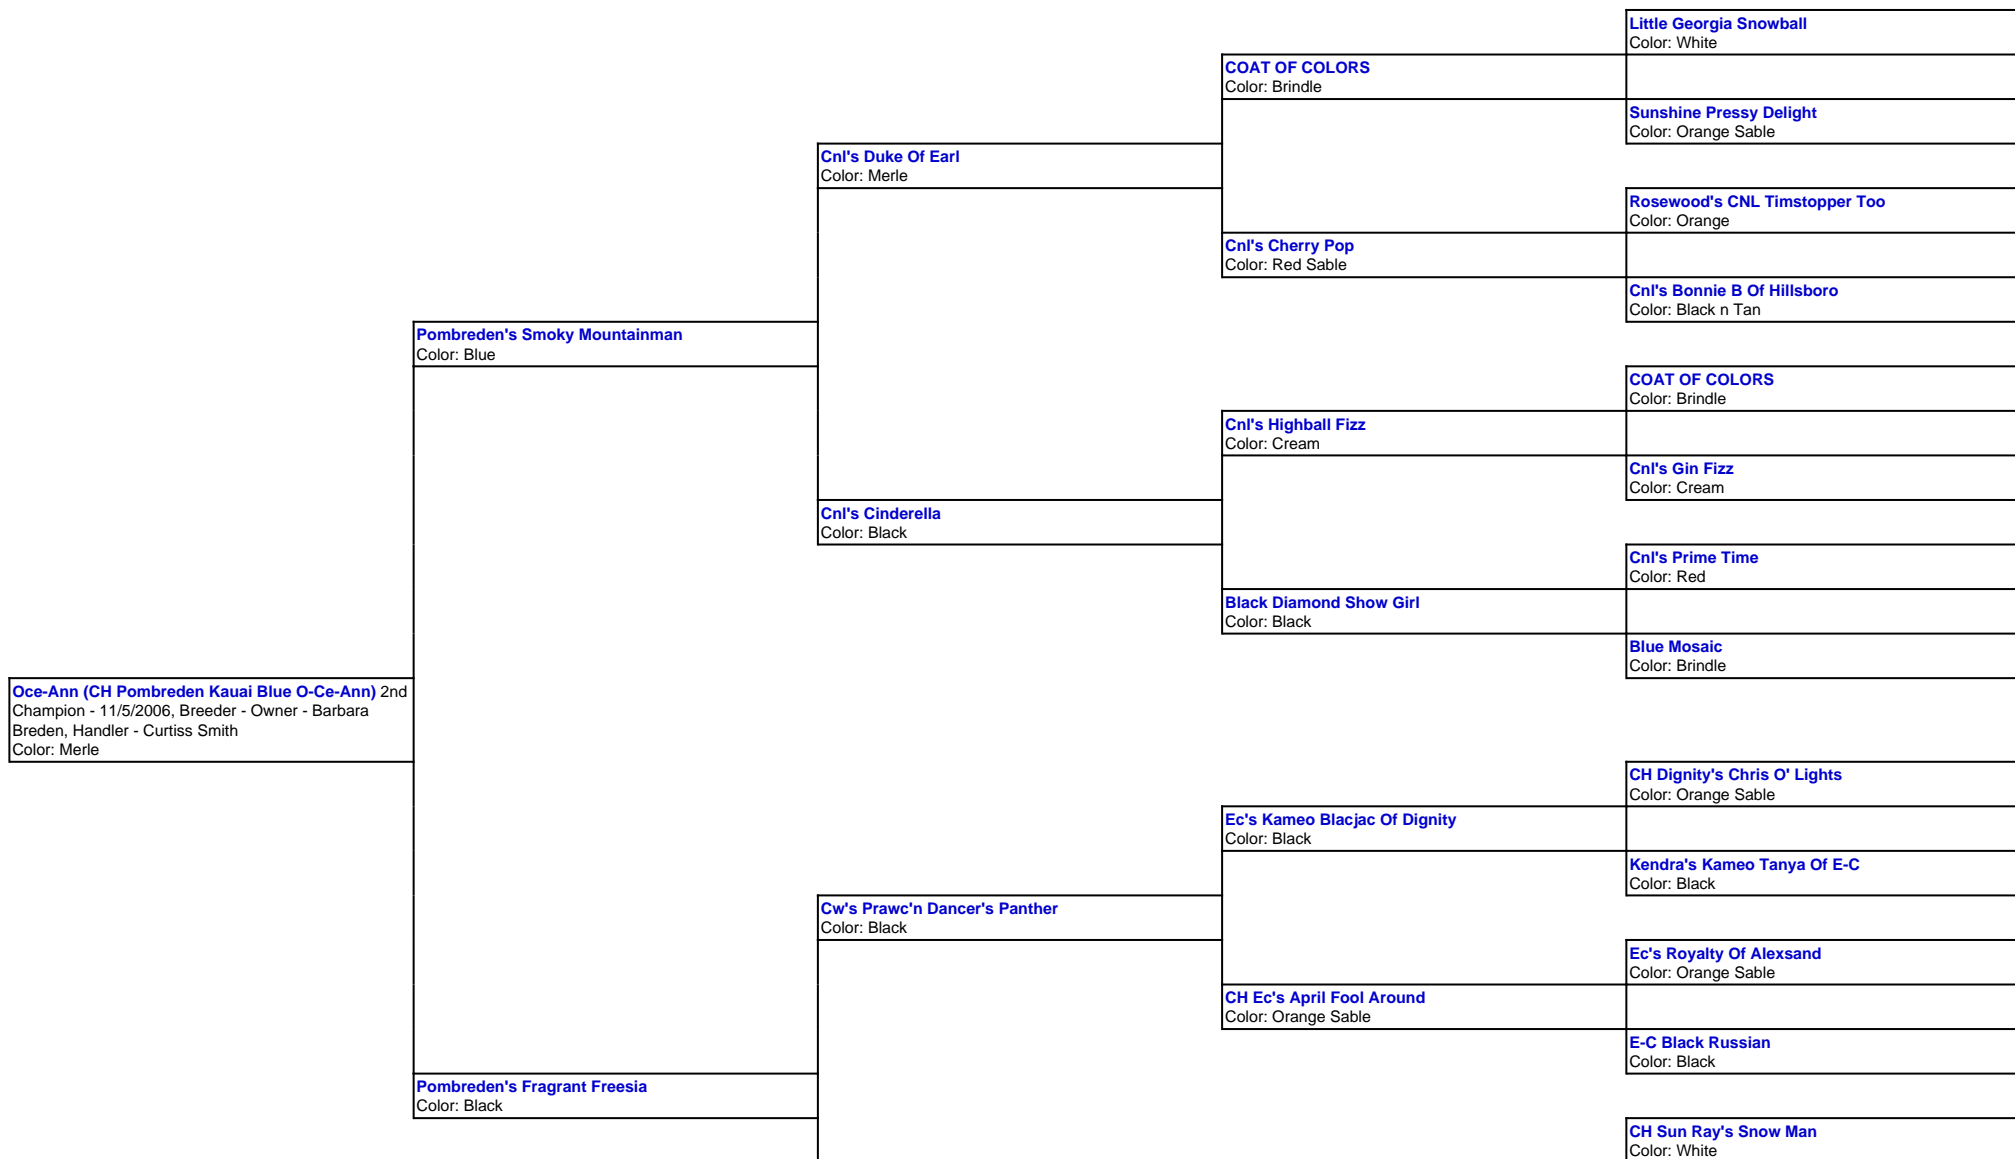 Little Georgia Snowball
Color: White
COAT OF COLORS
Color: Brindle
Sunshine Pressy Delight
Color: Orange Sable
Cnl's Duke Of Earl
Color: Merle
Rosewood's CNL Timstopper Too
Color: Orange
Cnl's Cherry Pop
Color: Red Sable
Cnl's Bonnie B Of Hillsboro
Color: Black n Tan
Pombreden's Smoky Mountainman
Color: Blue
COAT OF COLORS
Color: Brindle
Cnl's Highball Fizz
Color: Cream
Cnl's Gin Fizz
Color: Cream
Cnl's Cinderella
Color: Black
Cnl's Prime Time
Color: Red
Black Diamond Show Girl
Color: Black
Blue Mosaic
Color: Brindle
Oce-Ann (CH Pombreden Kauai Blue O-Ce-Ann) 2nd
Champion - 11/5/2006, Breeder - Owner - Barbara
Breden, Handler - Curtiss Smith
Color: Merle
CH Dignity's Chris O' Lights
Color: Orange Sable
Ec's Kameo Blacjac Of Dignity
Color: Black
Kendra's Kameo Tanya Of E-C
Color: Black
Cw's Prawc'n Dancer's Panther
Color: Black
Ec's Royalty Of Alexsand
Color: Orange Sable
CH Ec's April Fool Around
Color: Orange Sable
E-C Black Russian
Color: Black
Pombreden's Fragrant Freesia
Color: Black
CH Sun Ray's Snow Man
Color: White